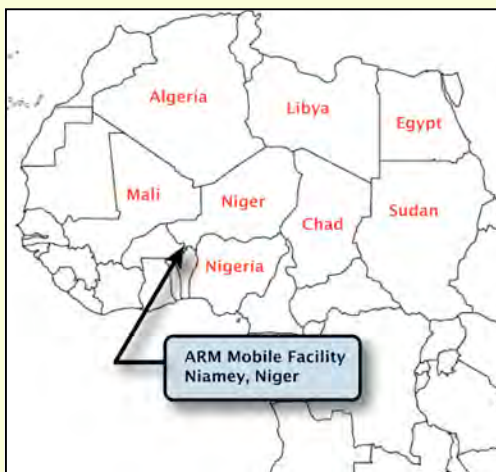 Algeria
Libya
Egypt
Mali
Niger
Chad
Sudan
Nigeria
ARM Mobile Facility
Niamey, Niger